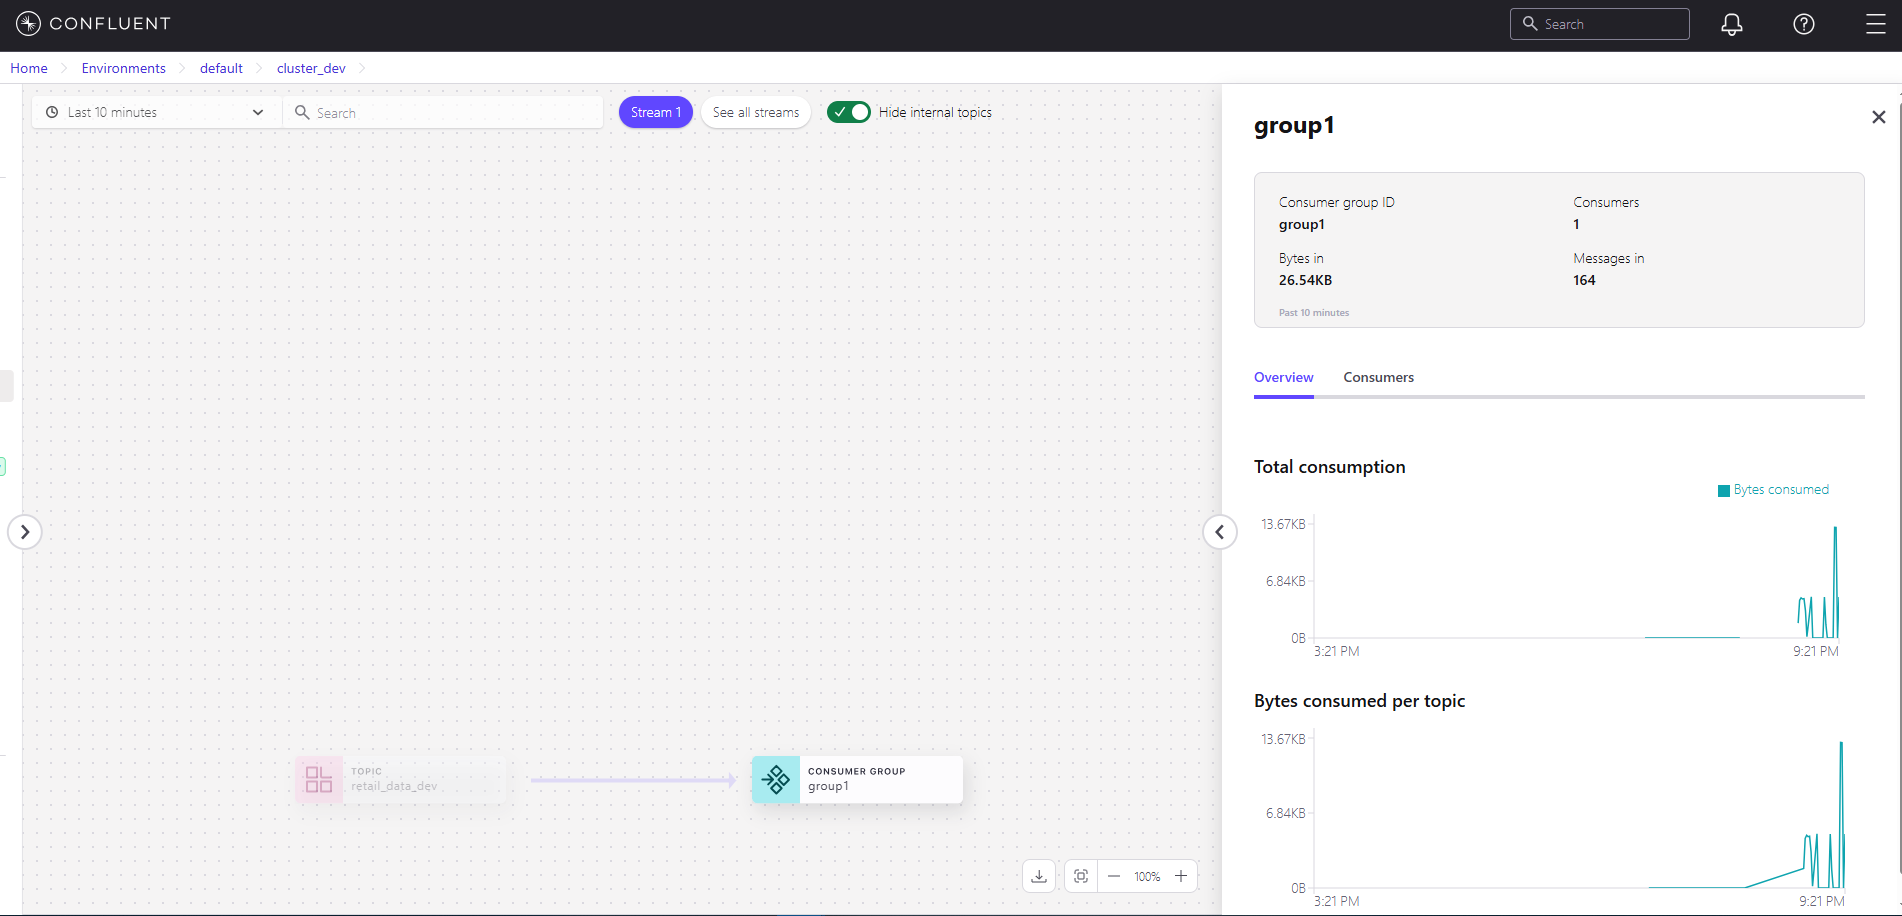 CONFLUENT
Search
Home
Environments
default
cluster_dev
Last 10 minutes
Search
Stream 1
See all streams
Hide internal topics
TOPIC
retail_data_dev
CONSUMER GROUP
group1
100%
group1
Consumer group ID
group1
Consumers
1
Bytes in
26.54KB
Messages in
164
Past 10 minutes
Overview
Consumers
Total consumption
Bytes consumed
13.67KB
6.84KB
0B
3:21 PM
9:21 PM
Bytes consumed per topic
13.67KB
6.84KB
0B
3:21 PM
9:21 PM